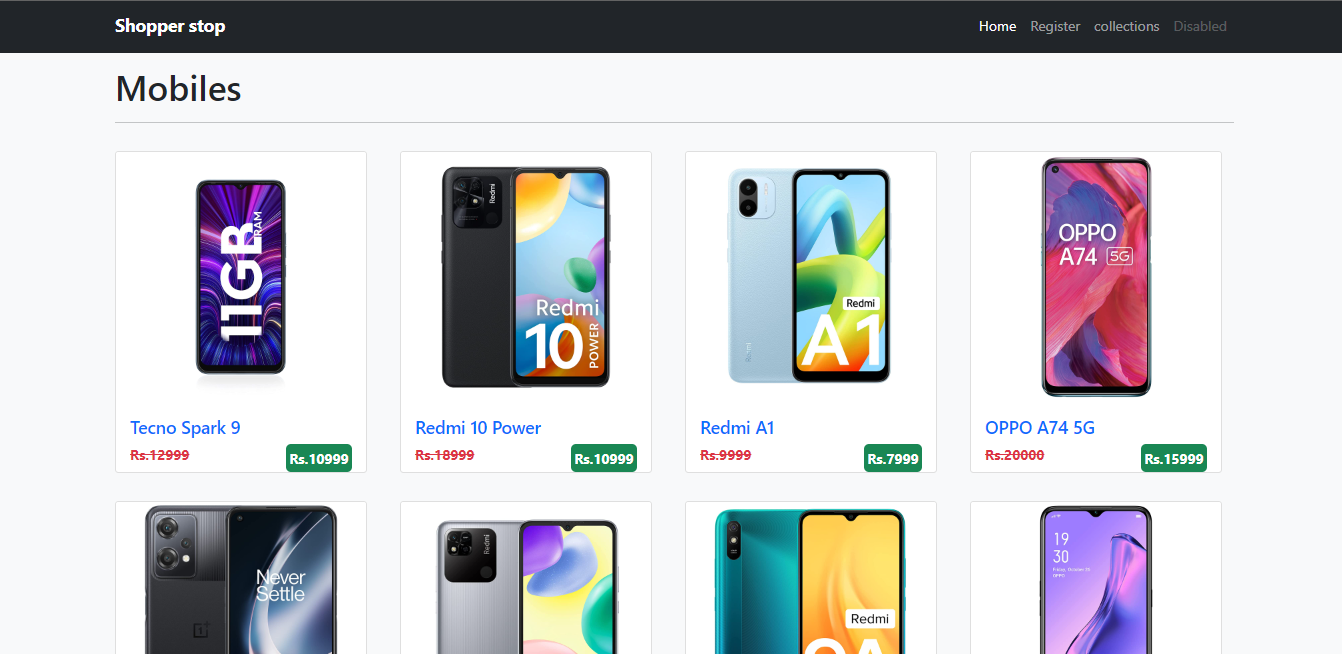 Shopper stop
Home Register collections Disabled
Mobiles
11GB
RAM
Redmi
Redmi
10
POWER
Redmi
A1
OPPO
A74 5G
Tecno Spark 9
Rs.12999
Rs.10999
Redmi 10 Power
Rs.18999
Rs.10999
Redmi A1
Rs.9999
Rs.7999
OPPO A74 5G
Rs.20000
Rs.15999
Never
Settle
Redmi
Redmi
19
30